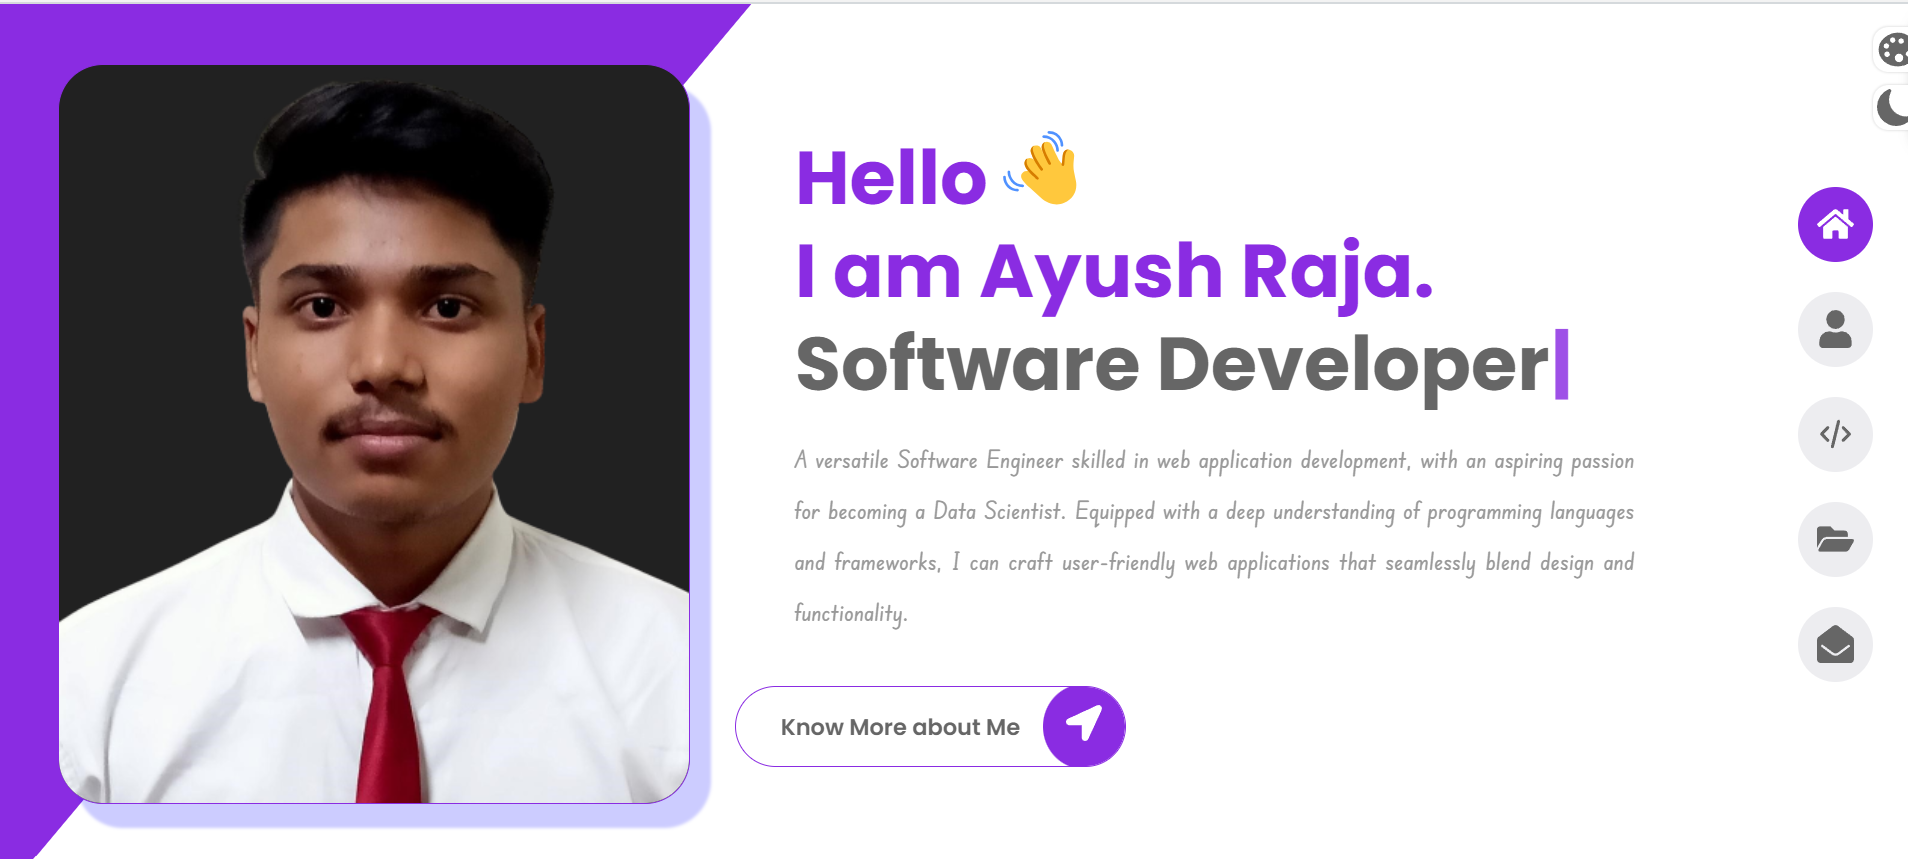 Hello 👋
I am Ayush Raja.
Software Developer|
A versatile Software Engineer skilled in web application development, with an aspiring passion
for becoming a Data Scientist. Equipped with a deep understanding of programming languages
and frameworks, I can craft user-friendly web applications that seamlessly blend design and
functionality.
Know More about Me